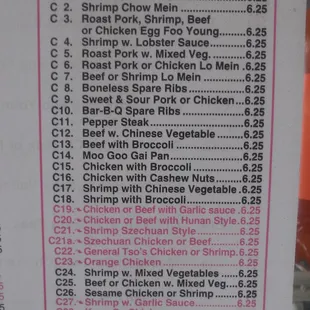 C 2. Shrimp Chow Mein 6.25
C 3. Roast Pork, Shrimp, Beef
or Chicken Egg Foo Young........6.25
C 4. Shrimp w. Lobster Sauce.........6.25
C 5. Roast Pork w. Mixed Veg. ........6.25
C 6. Roast Pork or Chicken Lo Mein .6.25
C 7. Beef or Shrimp Lo Mein ..........6.25
C 8. Boneless Spare Ribs ..............6.25
C 9. Sweet & Sour Pork or Chicken...6.25
C10. Bar-B-Q Spare Ribs ..............6.25
C11. Pepper Steak ......................6.25
C12. Beef w. Chinese Vegetable .......6.25
C13. Beef with Broccoli ................6.25
C14. Moo Goo Gai Pan..................6.25
C15. Chicken with Broccoli ............6.25
C16. Chicken with Cashew Nuts.......6.25
C17. Shrimp with Chinese Vegetable .6.25
C18. Shrimp with Broccoli .............6.25
C19. Chicken or Beef with Garlic sauce .6.25
C20. Chicken or Beef with Hunan Style .6.25
C21. Shrimp Szechuan Style ...........6.25
C21a. Szechuan Chicken or Beef........6.25
C22. General Tso's Chicken or Shrimp.6.25
C23. Orange Chicken ...................6.25
C24. Shrimp w. Mixed Vegetables ......6.25
C25. Beef or Chicken w. Mixed Veg....6.25
C26. Sesame Chicken or Shrimp .......6.25
C27. Shrimp w. Garlic Sauce...........6.25